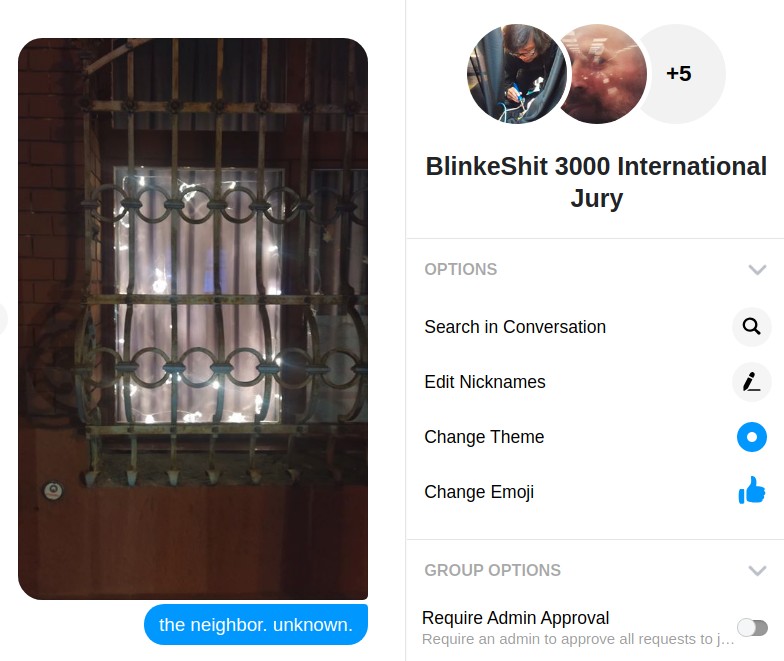 +5
BlinkeShit 3000 International
Jury
OPTIONS
Search in Conversation
Edit Nicknames
Change Theme
Change Emoji
GROUP OPTIONS
Require Admin Approval
Require an admin to approve all requests to j…
the neighbor. unknown.